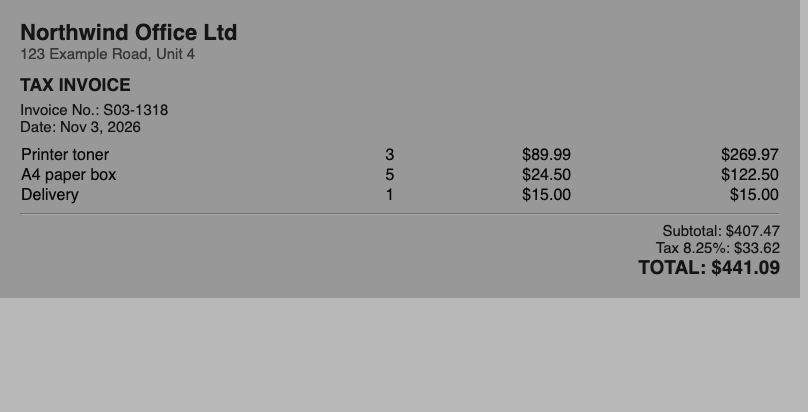 Northwind Office Ltd
123 Example Road, Unit 4
TAX INVOICE
Invoice No.: S03-1318
Date: Nov 3, 2026
Printer toner 3 $89.99 $269.97
A4 paper box 5 $24.50 $122.50
Delivery 1 $15.00 $15.00
Subtotal: $407.47
Tax 8.25%: $33.62
TOTAL: $441.09